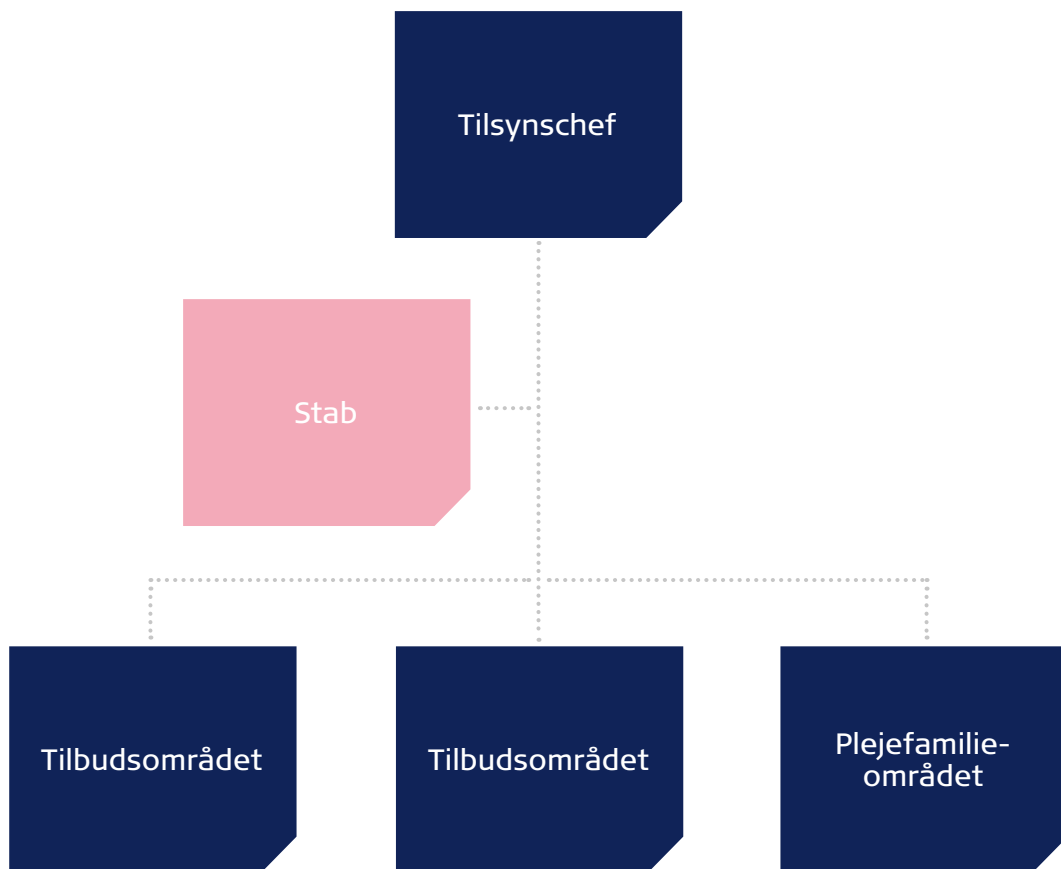 Tilsynschef
Stab
Tilbudsområdet
Tilbudsområdet
Plejefamilie-
området